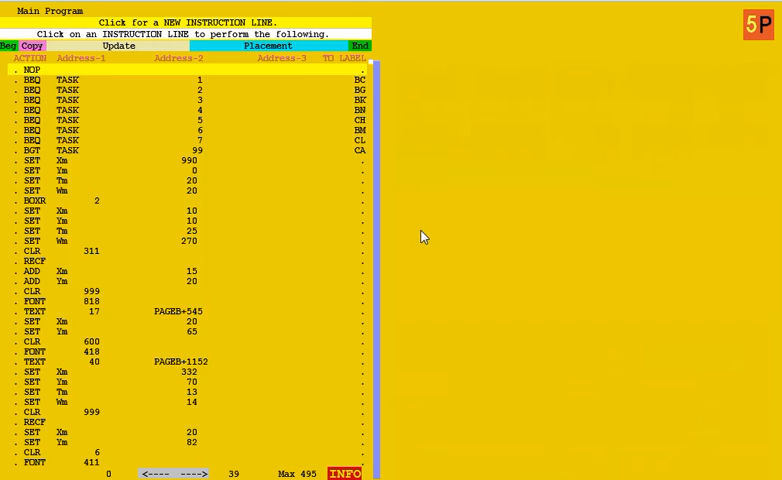 Main Program
Click for a NEW INSTRUCTION LINE.
Click on an INSTRUCTION LINE to perform the following.
Beg Copy Update Placement End
ACTION Address-1 Address-2 Address-3 TO LABEL
. NOP .
. BEQ TASK 1 BC
. BEQ TASK 2 BG
. BEQ TASK 3 BK
. BEQ TASK 4 BN
. BEQ TASK 5 CH
. BEQ TASK 6 BM
. BEQ TASK 7 CL
. BGT TASK 99 CA
. SET Xm 990 .
. SET Ym 0 .
. SET Tm 20 .
. SET Wm 20 .
. BOXR 2 .
. SET Xm 10 .
. SET Ym 10 .
. SET Tm 25 .
. SET Wm 270 .
. CLR 311 .
. RECF .
. ADD Xm 15 .
. ADD Ym 20 .
. CLR 999 .
. FONT 818 .
. TEXT 17 PAGEB+545 .
. SET Xm 20 .
. SET Ym 65 .
. CLR 600 .
. FONT 418 .
. TEXT 40 PAGEB+1152 .
. SET Xm 332 .
. SET Ym 70 .
. SET Tm 13 .
. SET Wm 14 .
. CLR 999 .
. RECF .
. SET Xm 20 .
. SET Ym 82 .
. CLR 6 .
. FONT 411 .
0 <---- ----> 39 Max 495 INFO
5P